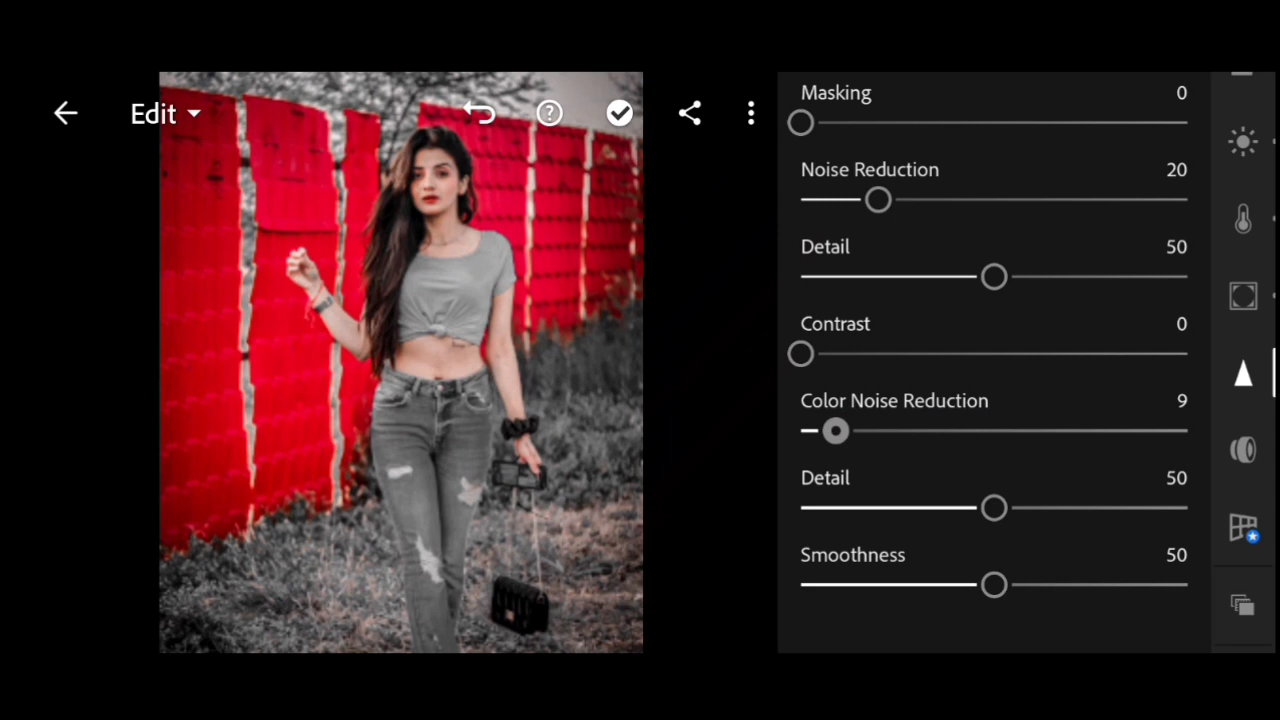 Edit
Masking 0
Noise Reduction 20
Detail 50
Contrast 0
Color Noise Reduction 9
Detail 50
Smoothness 50